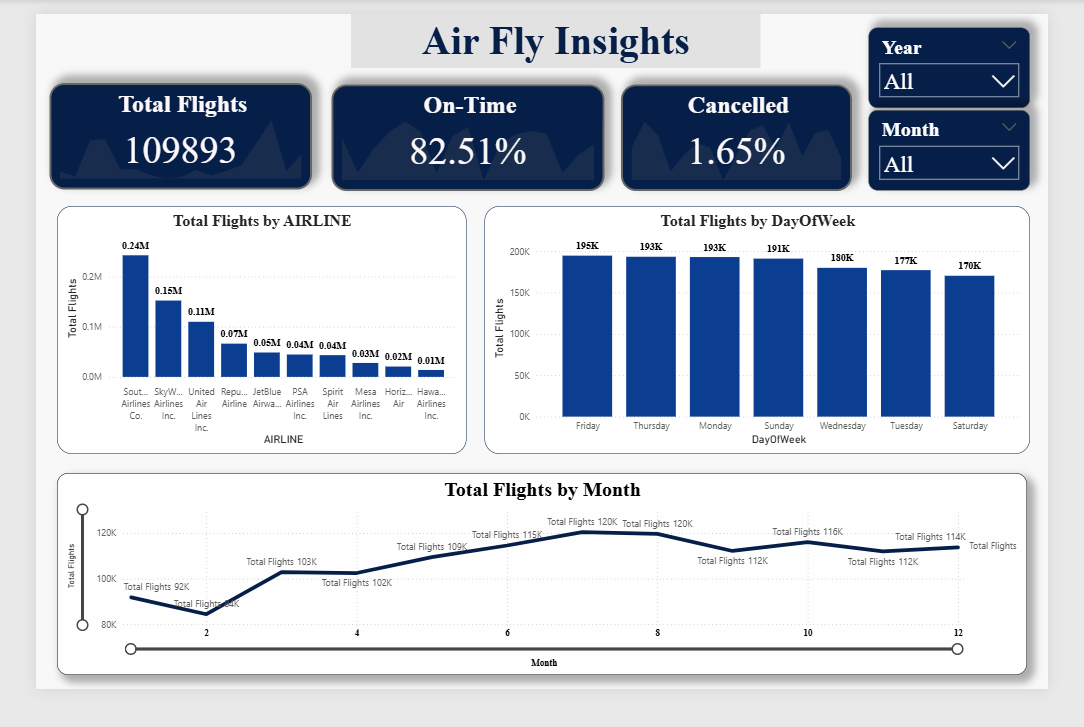 Air Fly Insights
Year
All
Month
All
Total Flights
109893
On-Time
82.51%
Cancelled
1.65%
Total Flights by AIRLINE
Total Flights
0.2M
0.1M
0.0M
0.24M
0.15M
0.11M
0.07M
0.05M
0.04M
0.04M
0.03M
0.02M
0.01M
Sout...
Airlines
Co.
SkyW...
Airlines
Inc.
United
Air
Lines
Inc.
Repu...
Airline
JetBlue
Airwa...
PSA
Airlines
Inc.
Spirit
Air
Lines
Mesa
Airlines
Inc.
Horiz...
Air
Hawa...
Airlines
Inc.
AIRLINE
Total Flights by DayOfWeek
Total Flights
200K
150K
100K
50K
0K
195K
193K
193K
191K
180K
177K
170K
Friday
Thursday
Monday
Sunday
Wednesday
Tuesday
Saturday
DayOfWeek
Total Flights by Month
Total Flights
120K
100K
80K
Total Flights 92K
Total Flights 84K
Total Flights 103K
Total Flights 102K
Total Flights 109K
Total Flights 115K
Total Flights 120K
Total Flights 120K
Total Flights 112K
Total Flights 116K
Total Flights 112K
Total Flights 114K
Total Flights
2
4
6
8
10
12
Month